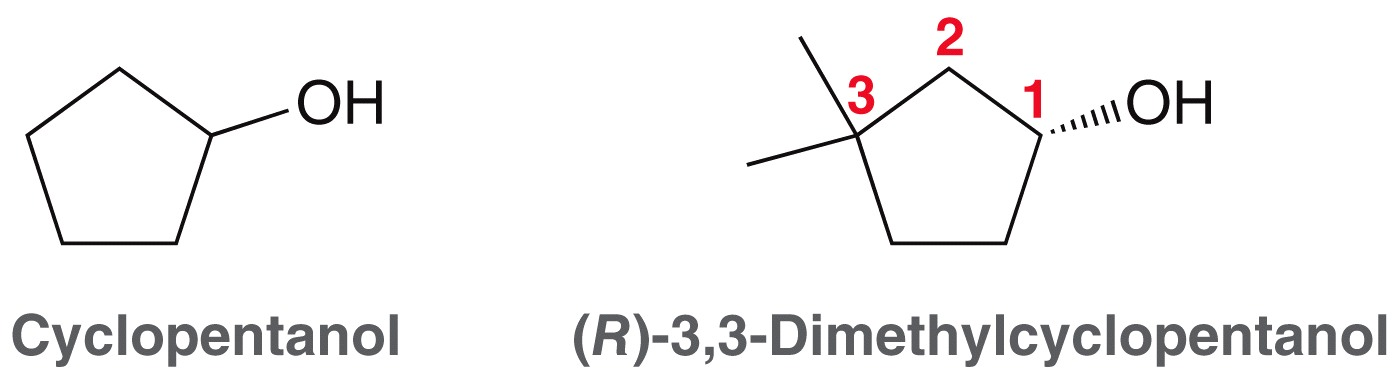 OH
2
3
1
OH
Cyclopentanol
(R)-3,3-Dimethylcyclopentanol